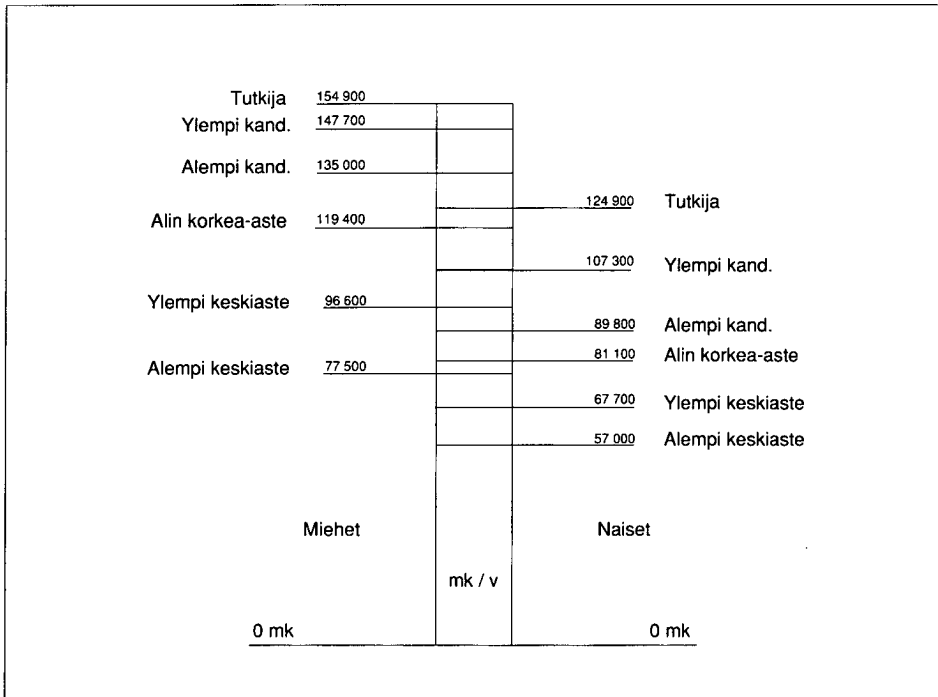 Tutkija 154 900
Ylempi kand. 147 700
Alempi kand. 135 000
124 900 Tutkija
Alin korkea-aste 119 400
107 300 Ylempi kand.
Ylempi keskiaste 96 600
89 800 Alempi kand.
81 100 Alin korkea-aste
Alempi keskiaste 77 500
67 700 Ylempi keskiaste
57 000 Alempi keskiaste
Miehet Naiset
mk / v
0 mk 0 mk